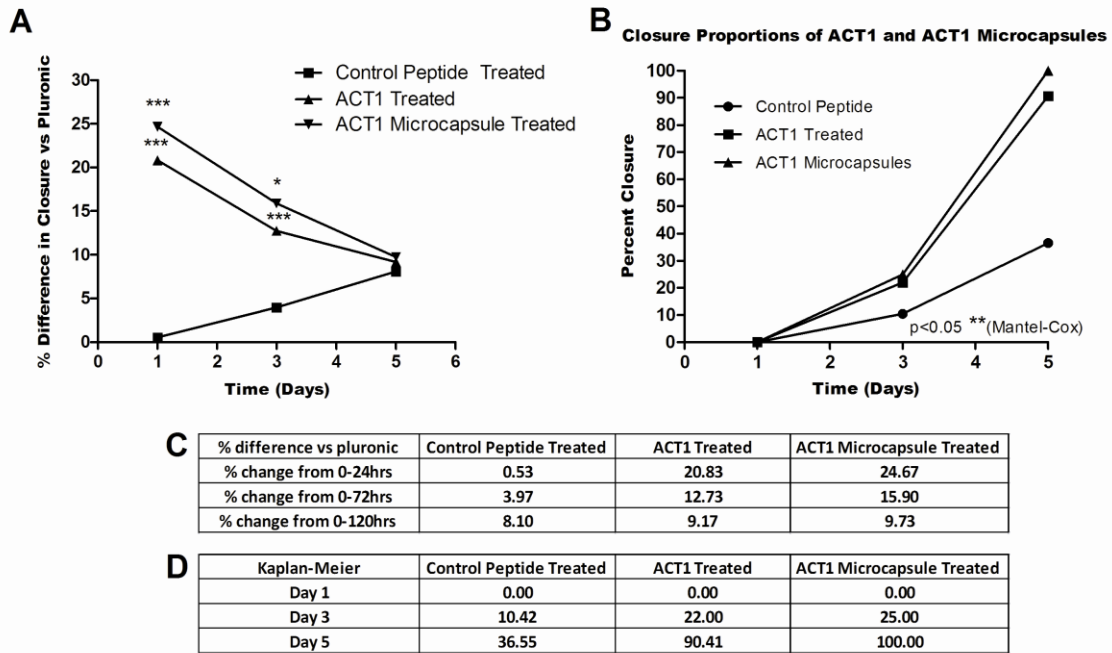 A
% Difference in Closure vs Pluronic
30
25
20
15
10
5
0
***
***
*
***
Control Peptide Treated
ACT1 Treated
ACT1 Microcapsule Treated
0 1 2 3 4 5 6
Time (Days)
B
Closure Proportions of ACT1 and ACT1 Microcapsules
Percent Closure
100
90
80
70
60
50
40
30
20
10
0
Control Peptide
ACT1 Treated
ACT1 Microcapsules
p<0.05 **(Mantel-Cox)
0 1 2 3 4 5
Time (Days)
C
% difference vs pluronic Control Peptide Treated ACT1 Treated ACT1 Microcapsule Treated
% change from 0-24hrs 0.53 20.83 24.67
% change from 0-72hrs 3.97 12.73 15.90
% change from 0-120hrs 8.10 9.17 9.73
D
Kaplan-Meier Control Peptide Treated ACT1 Treated ACT1 Microcapsule Treated
Day 1 0.00 0.00 0.00
Day 3 10.42 22.00 25.00
Day 5 36.55 90.41 100.00